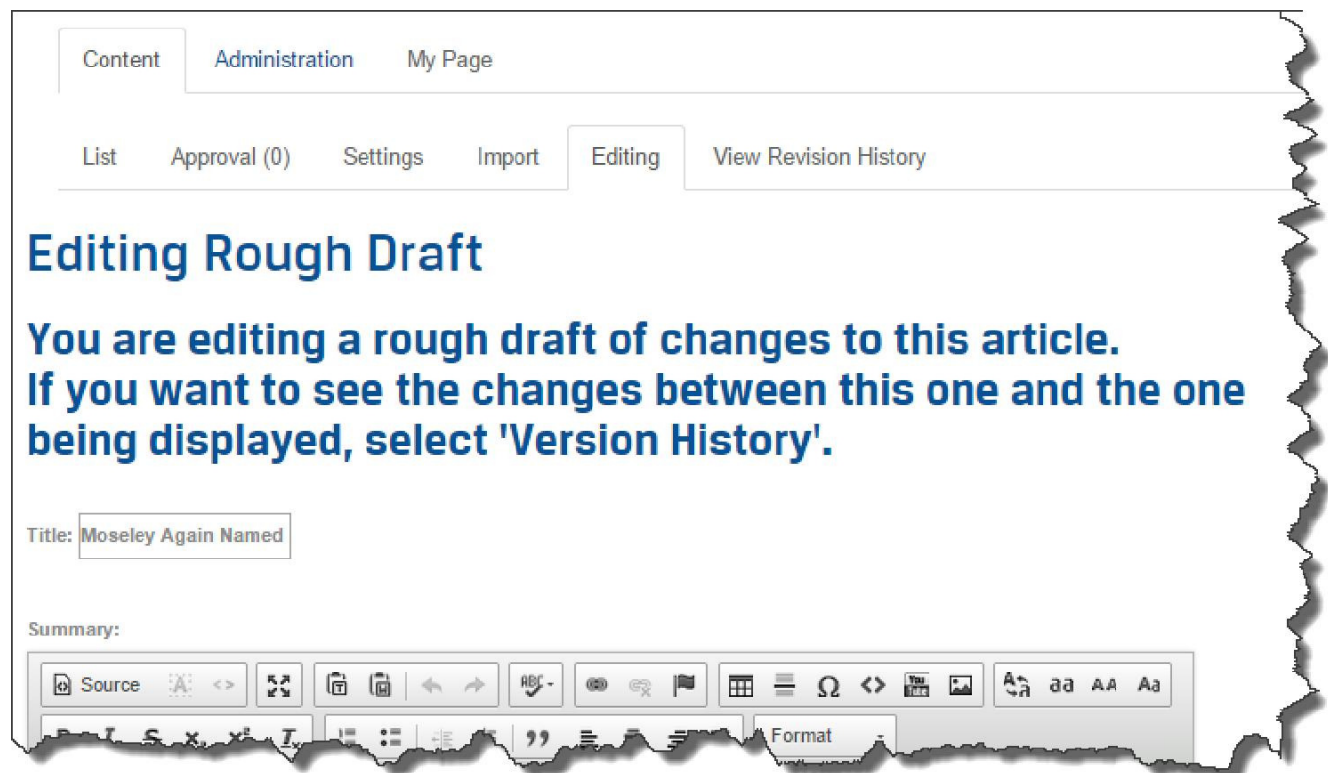 Content Administration My Page
List Approval (0) Settings Import Editing View Revision History
Editing Rough Draft
You are editing a rough draft of changes to this article.
If you want to see the changes between this one and the one
being displayed, select 'Version History'.
Title: Moseley Again Named
Summary:
Source
Format